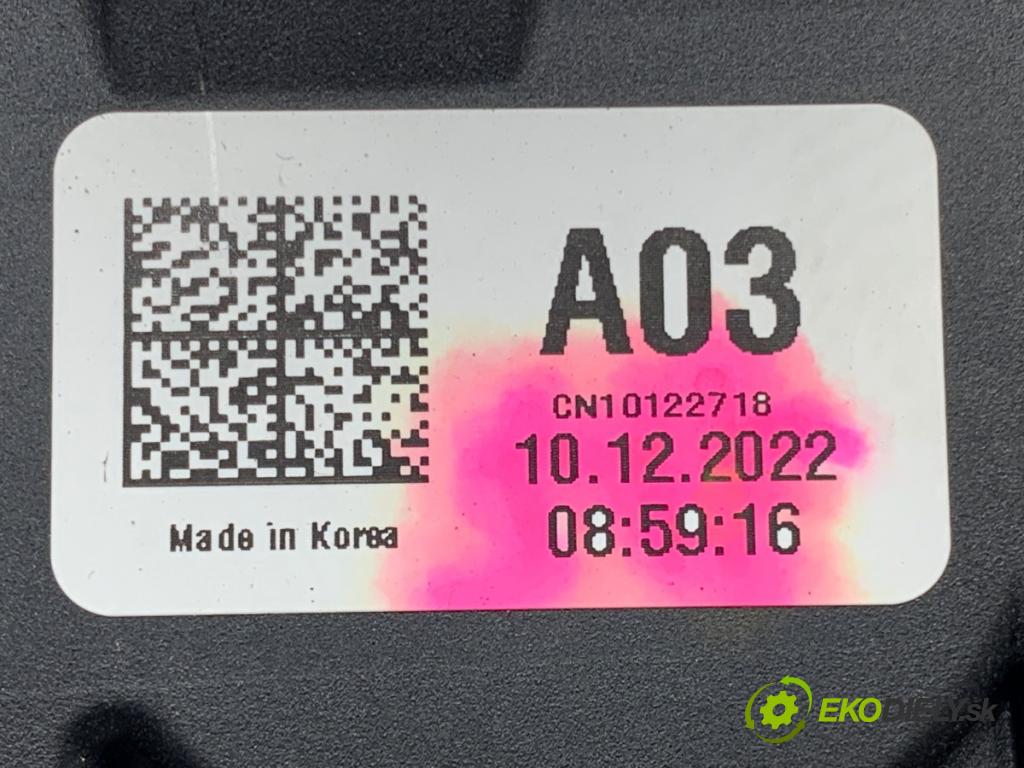 A03
CN10122718
10.12.2022
08:59:16
Made in Korea
EKODIELY.sk